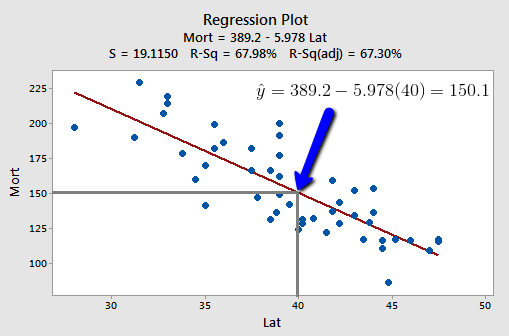 Regression Plot
Mort = 389.2 - 5.978 Lat
S = 19.1150 R-Sq = 67.98% R-Sq(adj) = 67.30%
ŷ = 389.2 − 5.978(40) = 150.1
225
200
175
150
125
100
Mort
30
35
40
45
50
Lat